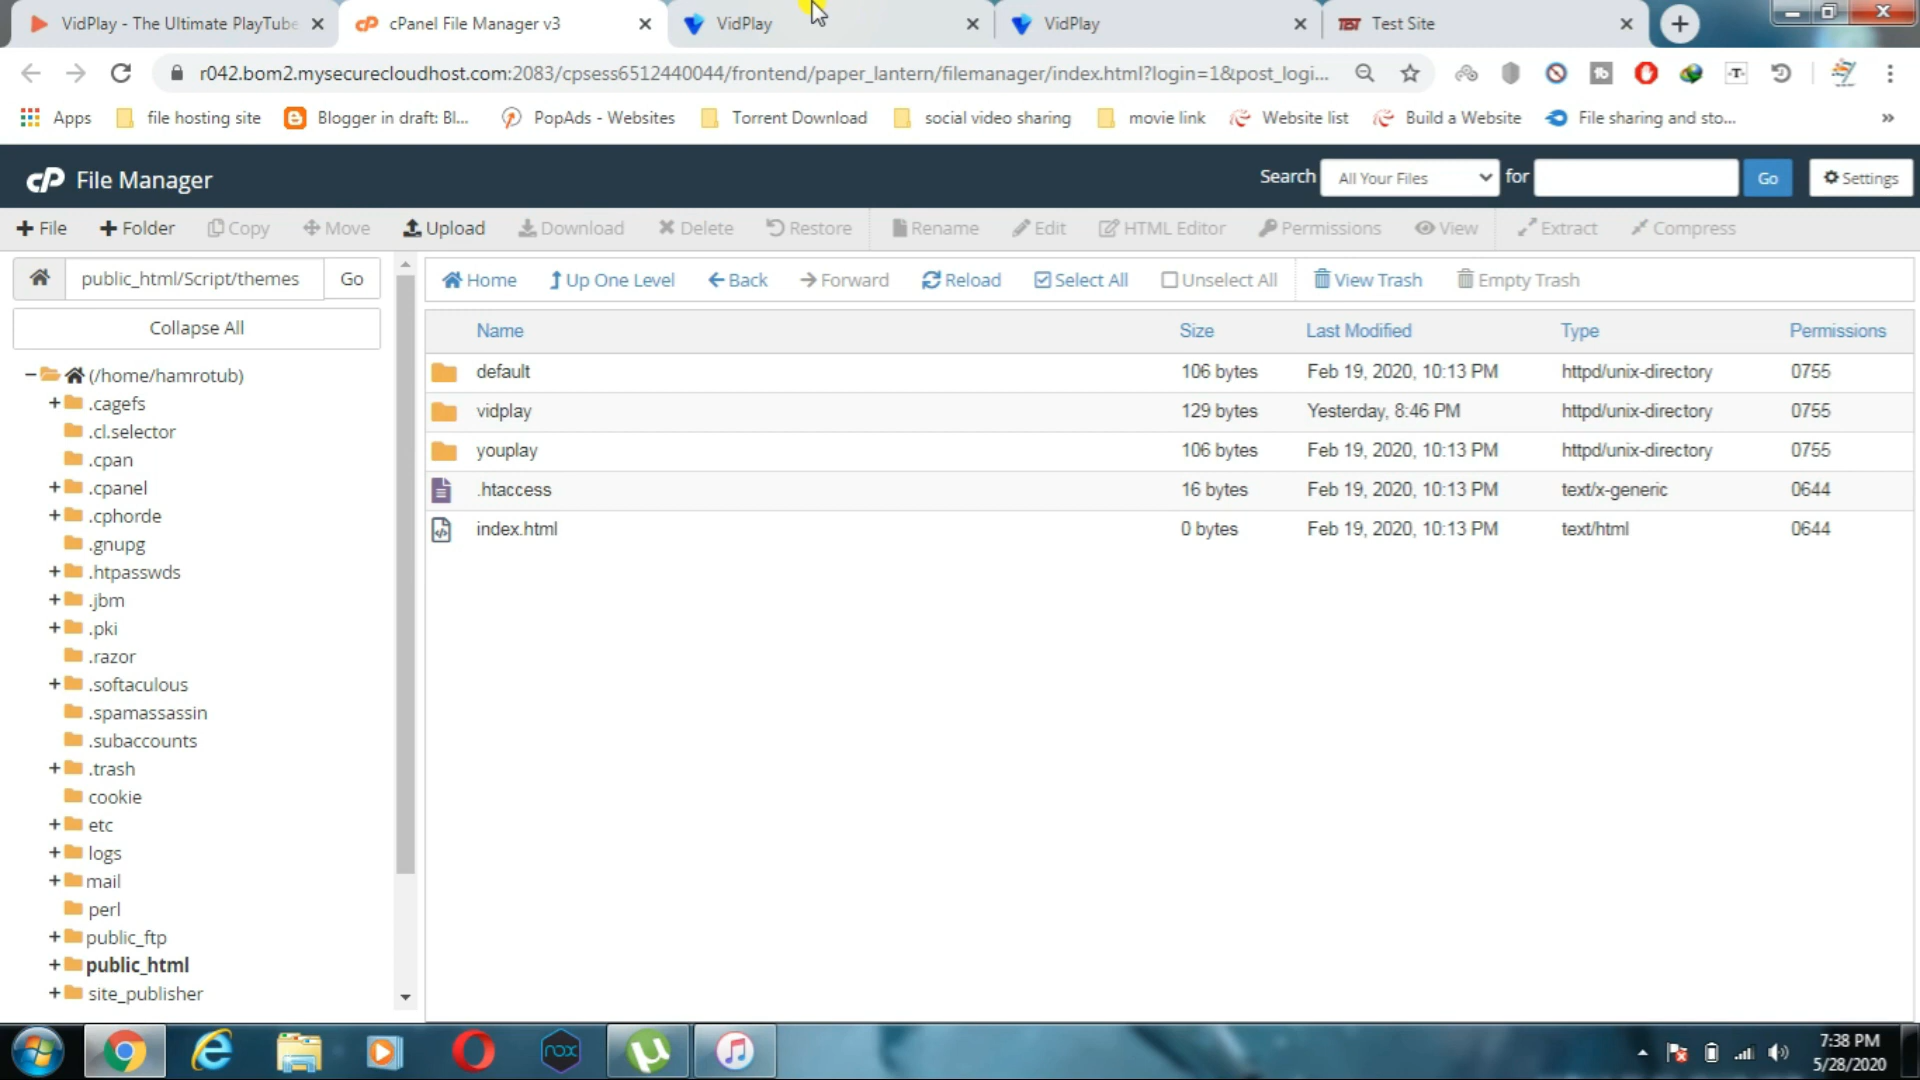 VidPlay - The Ultimate PlayTube
cPanel File Manager v3
VidPlay
VidPlay
TEST Test Site
r042.bom2.mysecurecloudhost.com:2083/cpsess6512440044/frontend/paper_lantern/filemanager/index.html?login=1&post_logi...
Apps
file hosting site
Blogger in draft: Bl...
PopAds - Websites
Torrent Download
social video sharing
movie link
Website list
Build a Website
File sharing and sto...
»
cP File Manager
Search All Your Files for Go Settings
File Folder Copy Move Upload Download Delete Restore Rename Edit HTML Editor Permissions View Extract Compress
public_html/Script/themes Go
Collapse All
(/home/hamrotub)
.cagefs
.cl.selector
.cpan
.cpanel
.cphorde
.gnupg
.htpasswds
.jbm
.pki
.razor
.softaculous
.spamassassin
.subaccounts
.trash
cookie
etc
logs
mail
perl
public_ftp
public_html
site_publisher
Home Up One Level Back Forward Reload Select All Unselect All View Trash Empty Trash
Name Size Last Modified Type Permissions
default 106 bytes Feb 19, 2020, 10:13 PM httpd/unix-directory 0755
vidplay 129 bytes Yesterday, 8:46 PM httpd/unix-directory 0755
youplay 106 bytes Feb 19, 2020, 10:13 PM httpd/unix-directory 0755
.htaccess 16 bytes Feb 19, 2020, 10:13 PM text/x-generic 0644
index.html 0 bytes Feb 19, 2020, 10:13 PM text/html 0644
nox
7:38 PM
5/28/2020